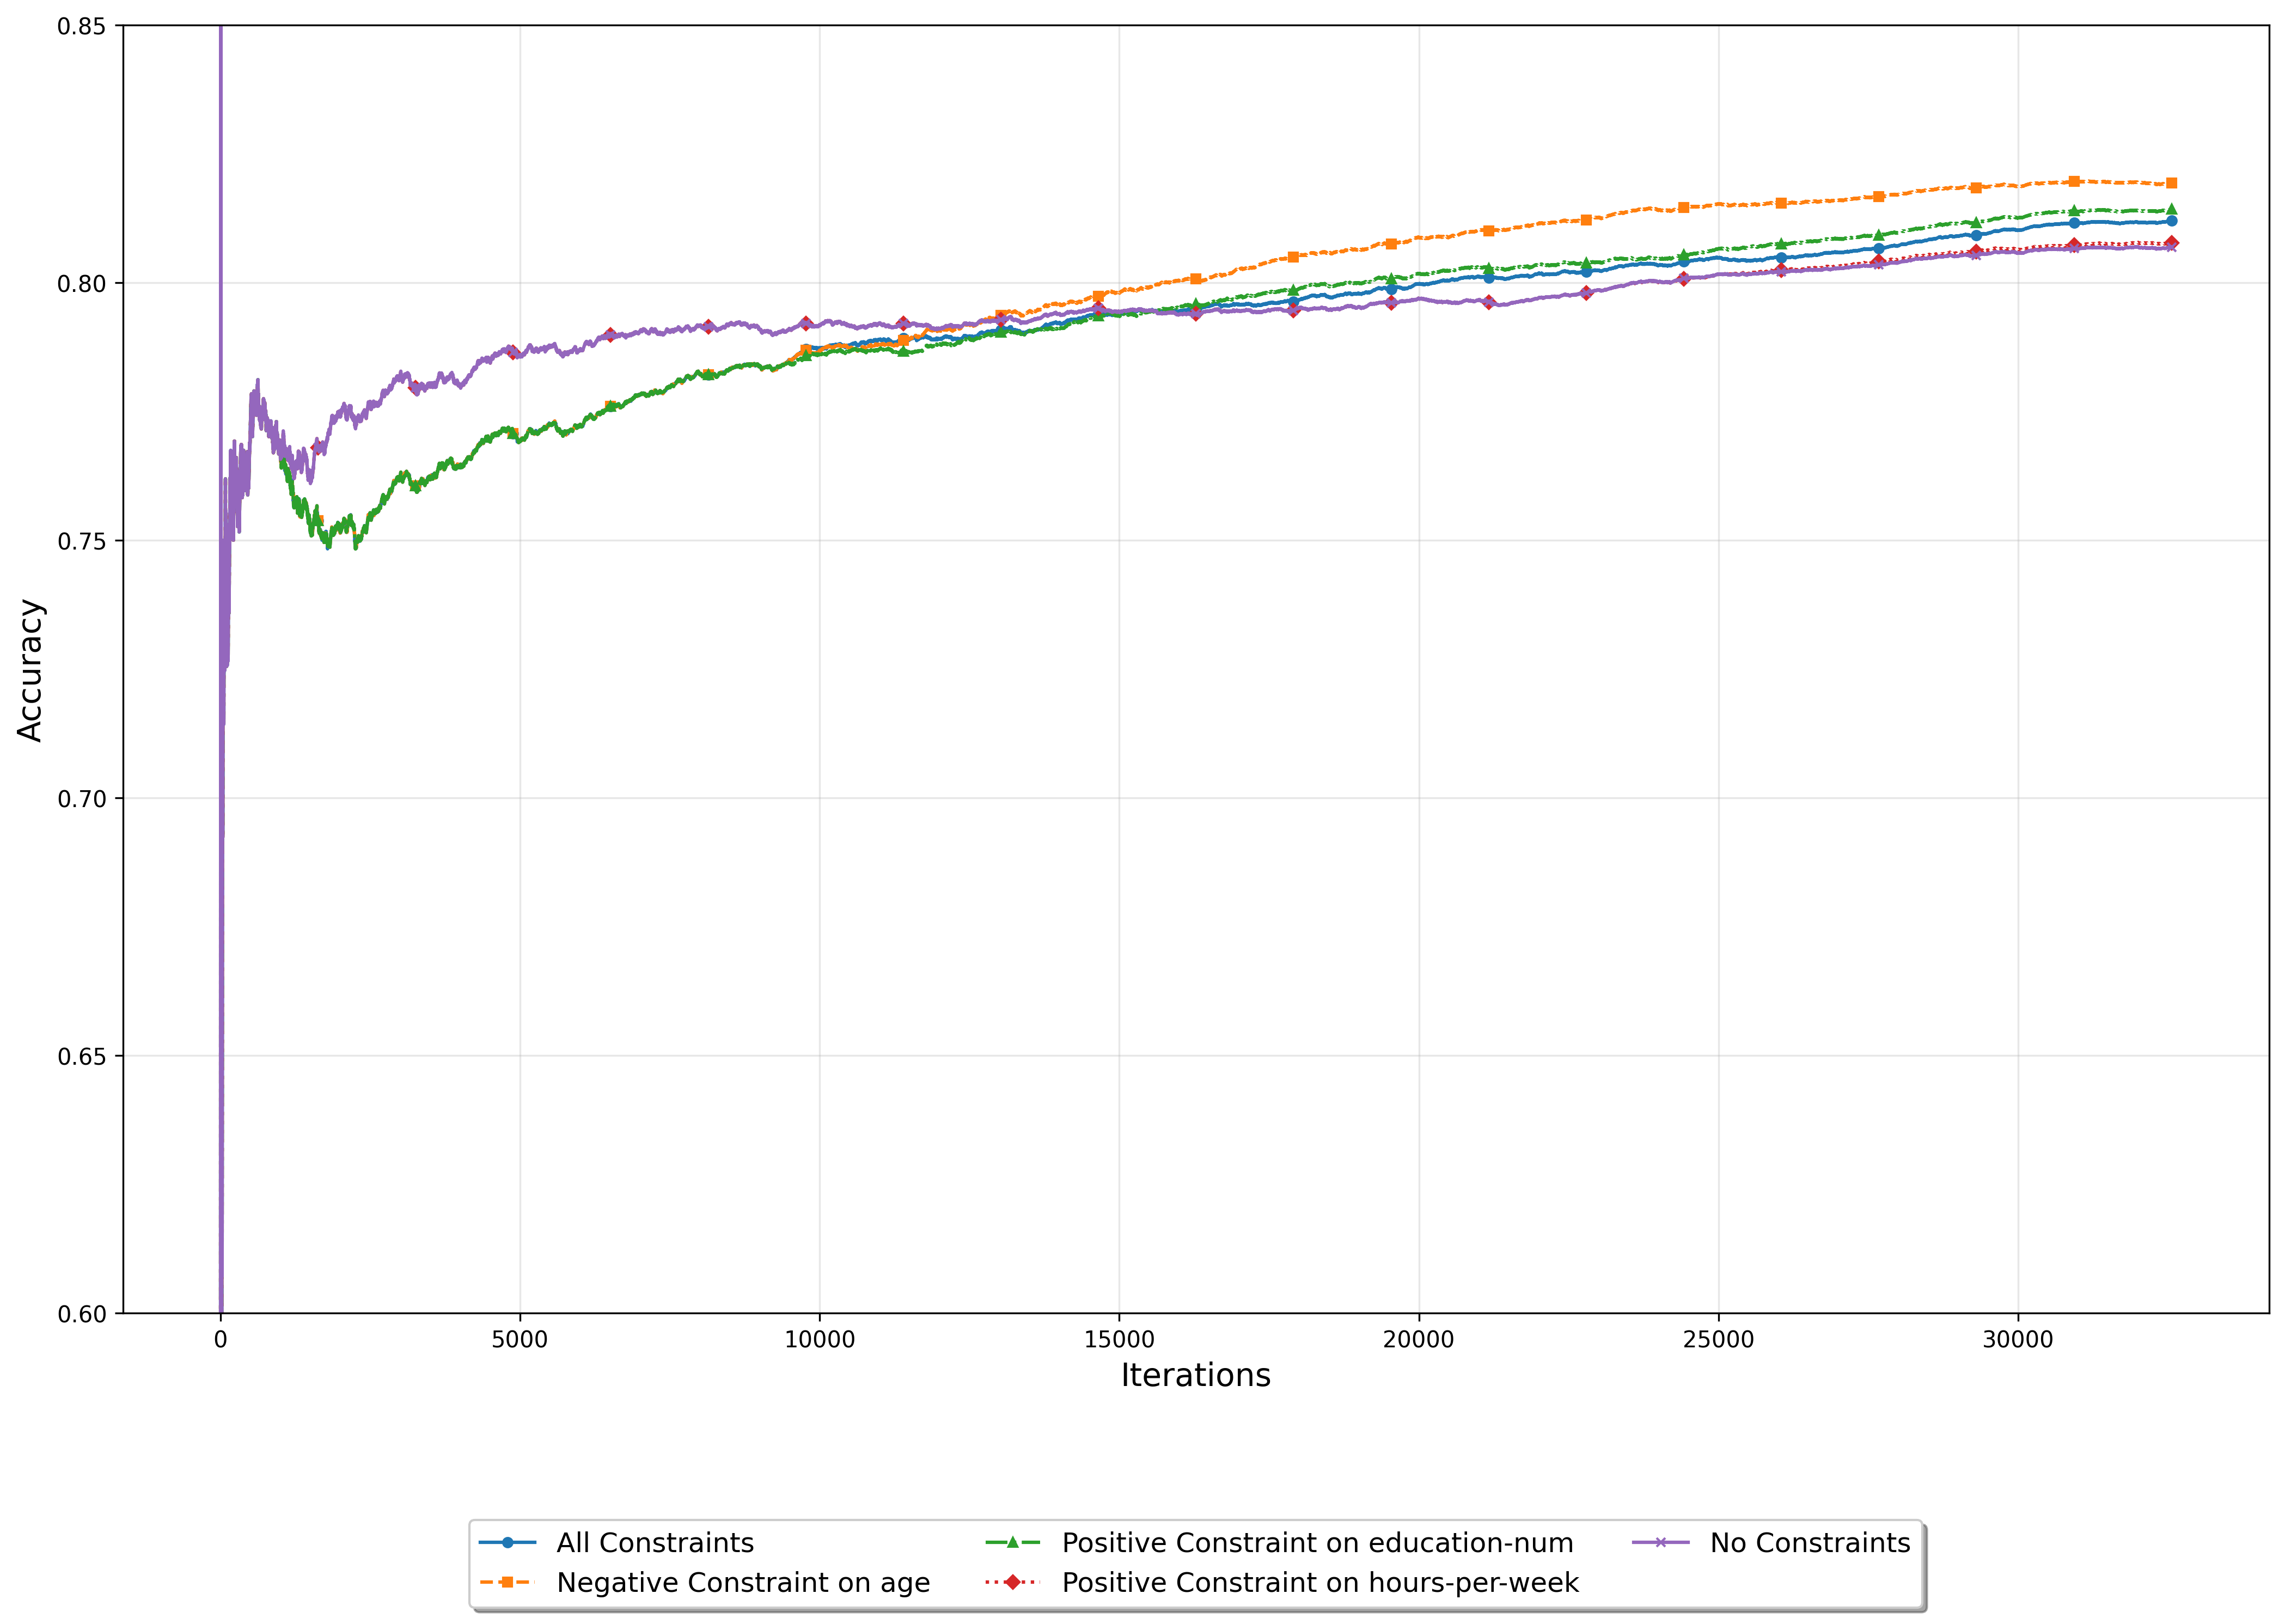 0.85
0.80
0.75
0.70
0.65
0.60
Accuracy
0 5000 10000 15000 20000 25000 30000
Iterations
All Constraints
Negative Constraint on age
Positive Constraint on education-num
Positive Constraint on hours-per-week
No Constraints